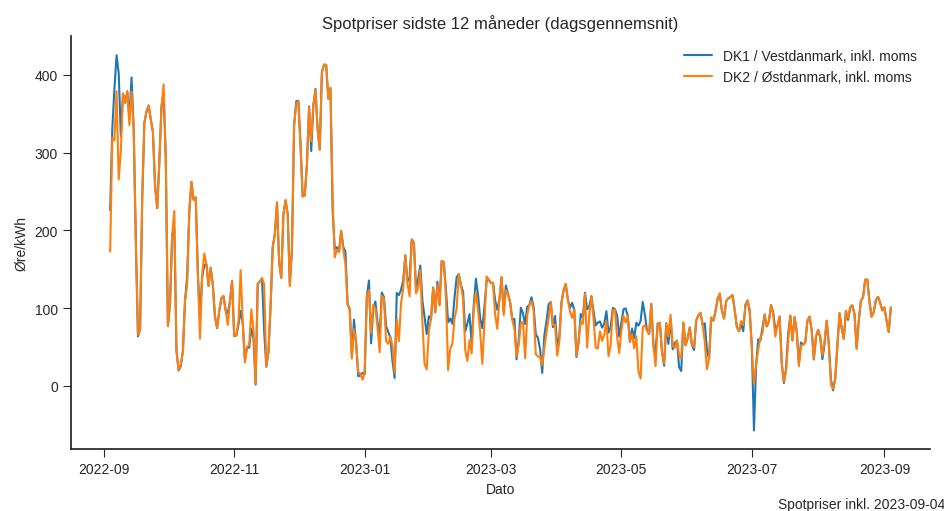 Spotpriser sidste 12 måneder (dagsgennemsnit)
DK1 / Vestdanmark, inkl. moms
DK2 / Østdanmark, inkl. moms
Øre/kWh
400
300
200
100
0
2022-09 2022-11 2023-01 2023-03 2023-05 2023-07 2023-09
Dato
Spotpriser inkl. 2023-09-04